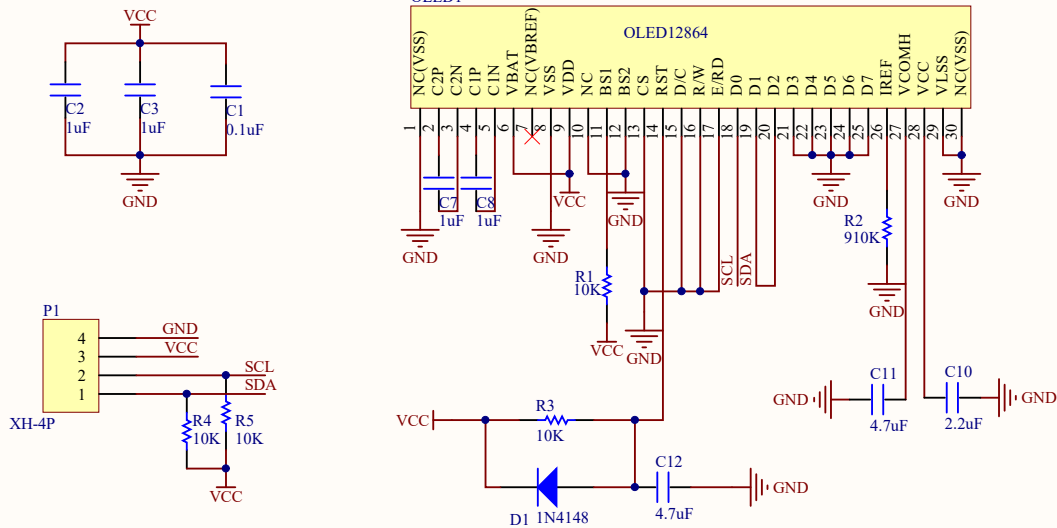 OLED1
OLED12864
NC(VSS)
C2P
C2N
C1P
C1N
VBAT
NC(VBREF)
VSS
VDD
NC
BS1
BS2
CS
RST
D/C
R/W
E/RD
D0
D1
D2
D3
D4
D5
D6
D7
IREF
VCOMH
VCC
VLSS
NC(VSS)
1
2
3
4
5
6
7
8
9
10
11
12
13
14
15
16
17
18
19
20
21
22
23
24
25
26
27
28
29
30
VCC
C2
1uF
C3
1uF
C1
0.1uF
GND
C7
1uF
C8
1uF
GND
GND
VCC
GND
R1
10K
VCC
GND
SCL
SDA
GND
R2
910K
GND
GND
P1
4
3
2
1
GND
VCC
SCL
SDA
XH-4P
R4
10K
R5
10K
VCC
VCC
R3
10K
D1
1N4148
C12
4.7uF
GND
GND
C11
4.7uF
C10
2.2uF
GND